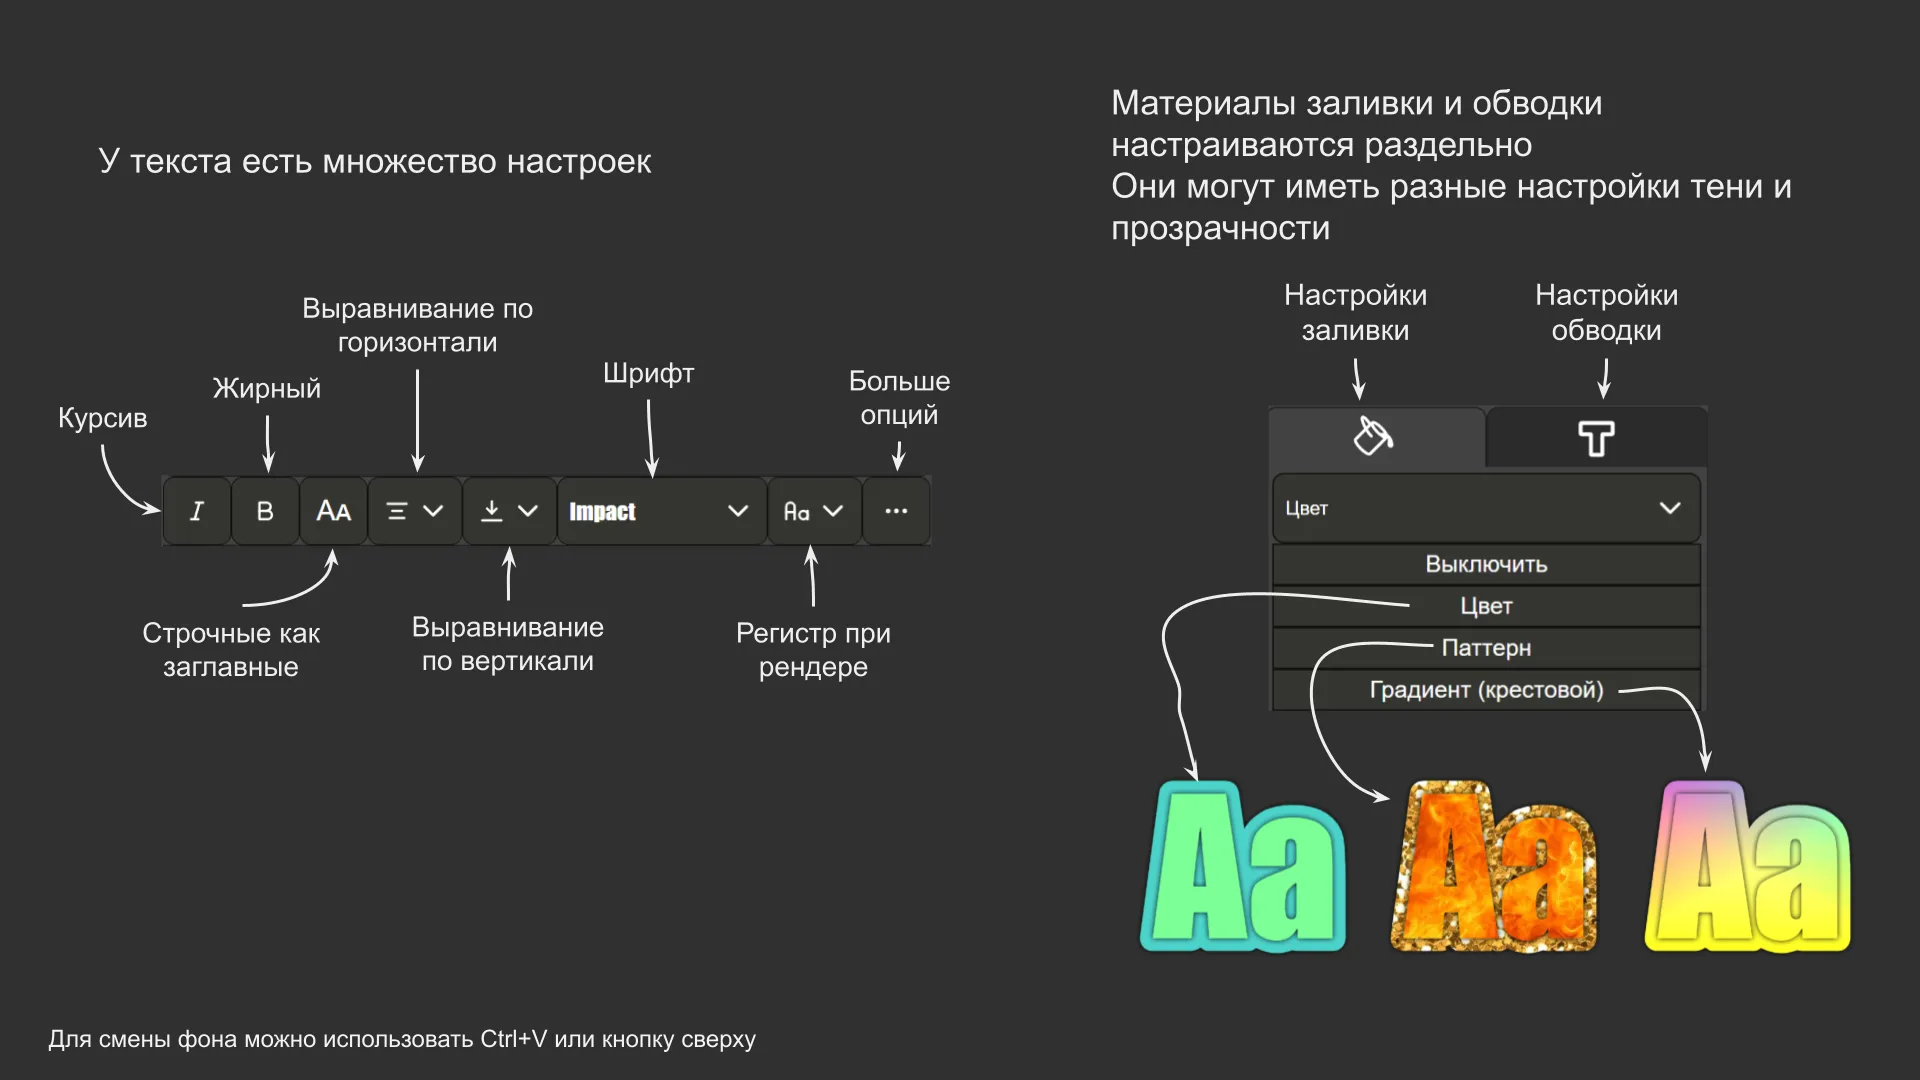 У текста есть множество настроек
Выравнивание по
горизонтали
Шрифт
Больше
опций
Жирный
Курсив
I
B
AA
Impact
Aa
...
Строчные как
заглавные
Выравнивание
по вертикали
Регистр при
рендере
Материалы заливки и обводки
настраиваются раздельно
Они могут иметь разные настройки тени и
прозрачности
Настройки
заливки
Настройки
обводки
T
Цвет
Выключить
Цвет
Паттерн
Градиент (крестовой)
Aa
Aa
Aa
Для смены фона можно использовать Ctrl+V или кнопку сверху